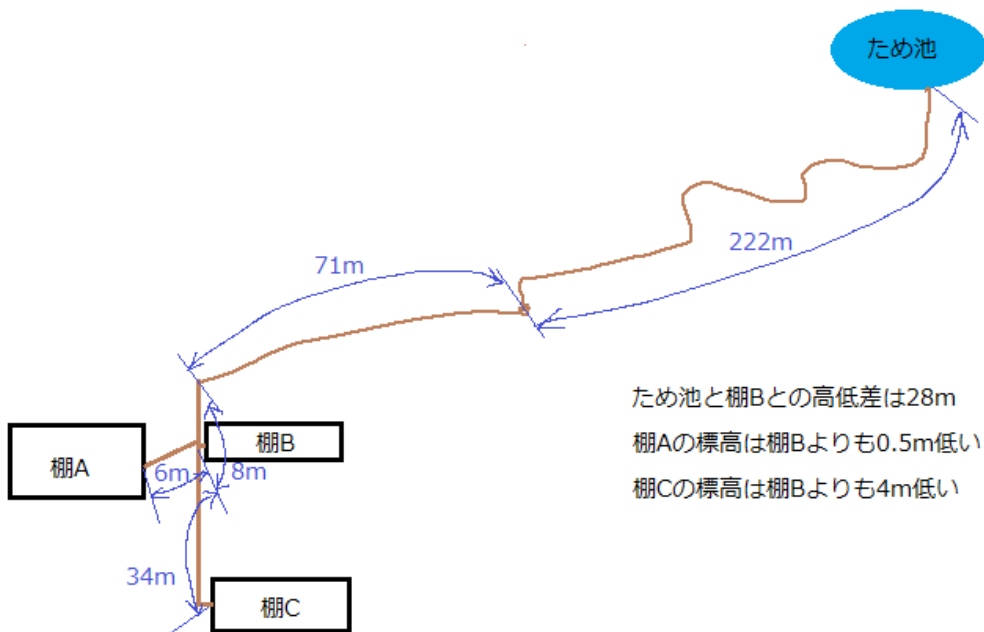 ため池
222m
71m
ため池と棚Bとの高低差は28m
棚Aの標高は棚Bよりも0.5m低い
棚Cの標高は棚Bよりも4m低い
棚B
棚A
6m
8m
34m
棚C